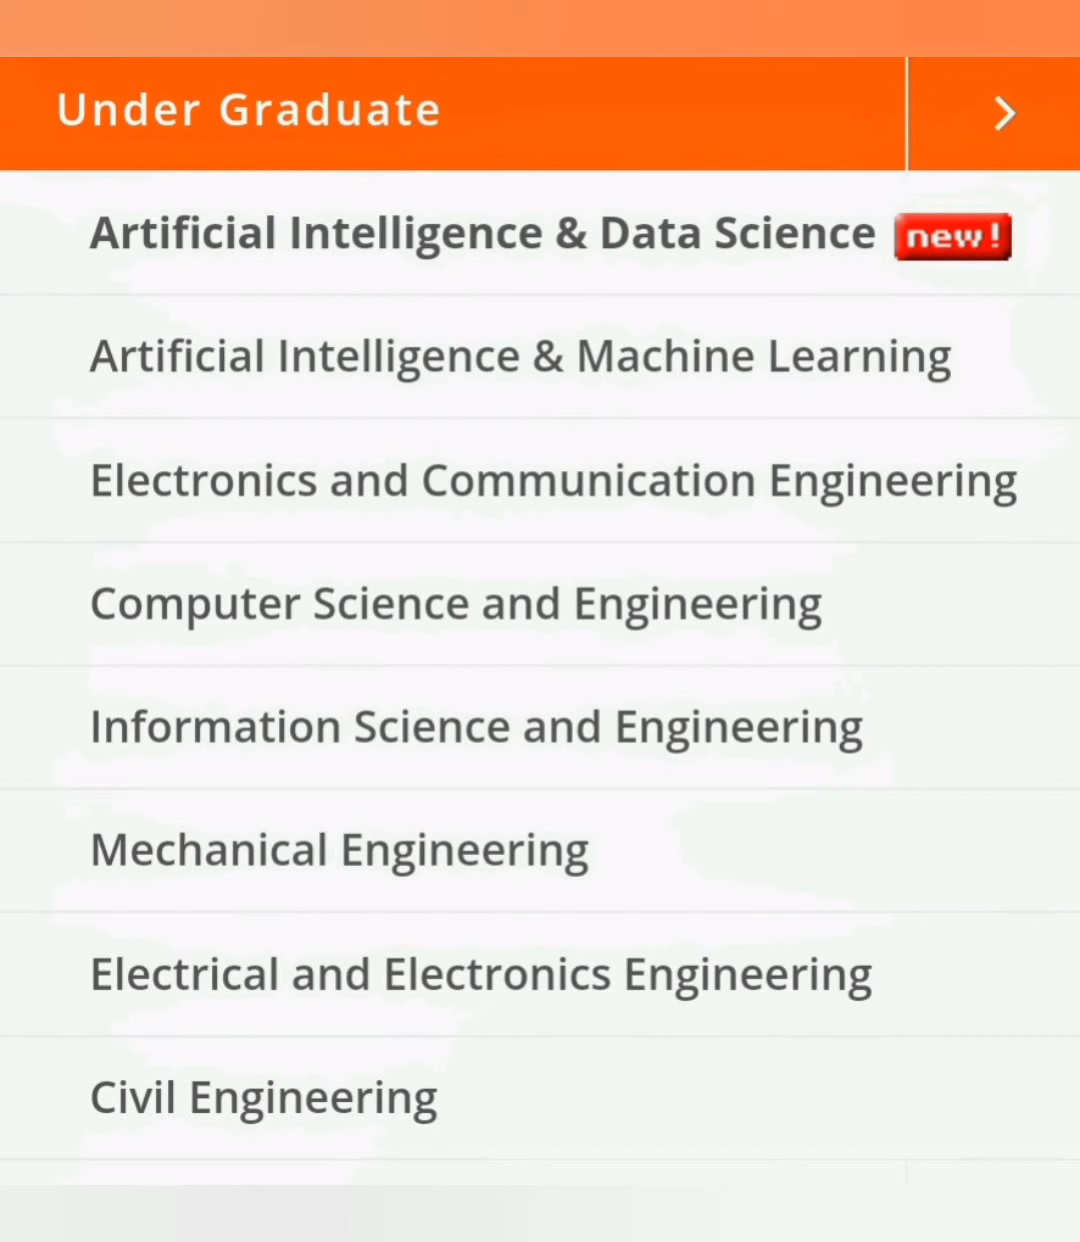 Under Graduate
Artificial Intelligence & Data Science new!
Artificial Intelligence & Machine Learning
Electronics and Communication Engineering
Computer Science and Engineering
Information Science and Engineering
Mechanical Engineering
Electrical and Electronics Engineering
Civil Engineering